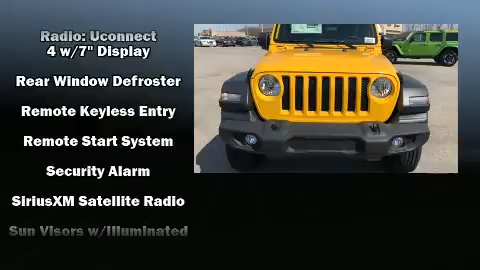 Radio: Uconnect
4 w/7" Display
Rear Window Defroster
Remote Keyless Entry
Remote Start System
Security Alarm
SiriusXM Satellite Radio
Sun Visors w/Illuminated